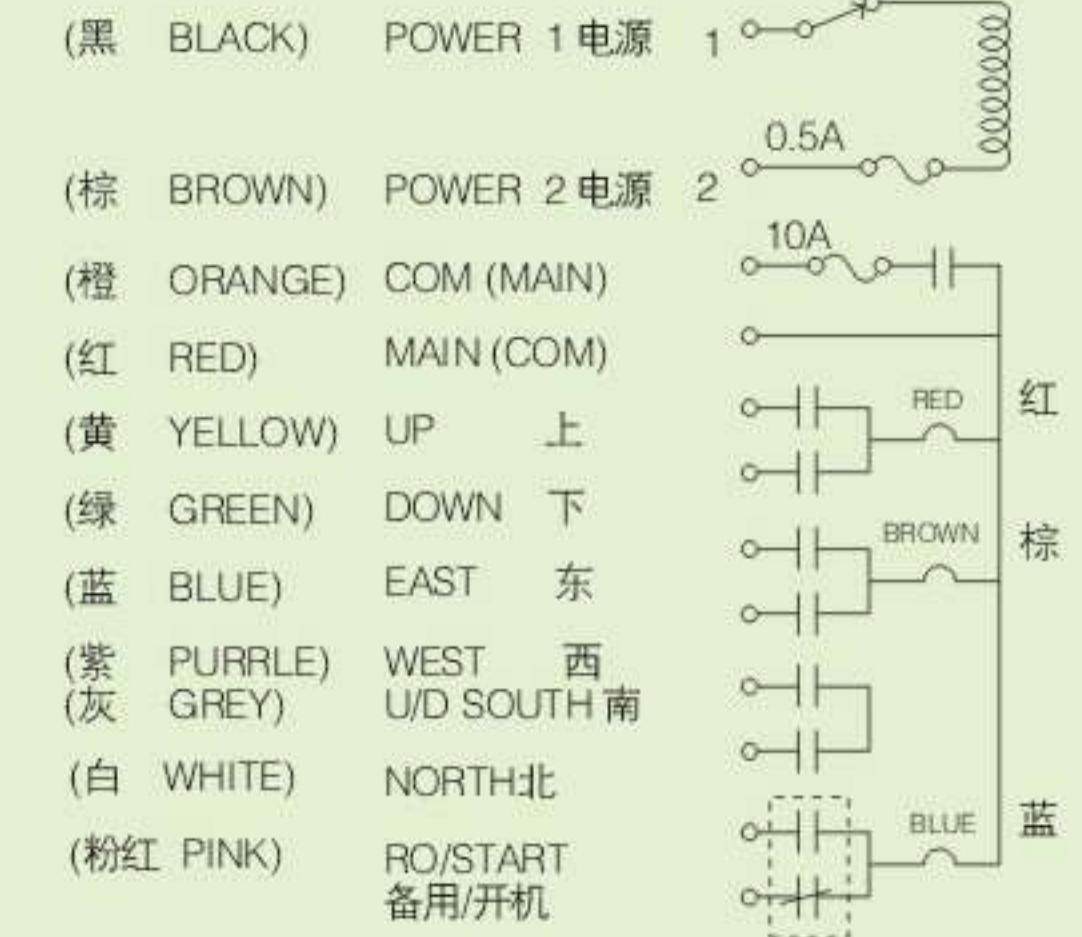 (黑 BLACK) POWER 1 电源 1
0.5A
(棕 BROWN) POWER 2 电源 2
10A
(橙 ORANGE) COM (MAIN)
(红 RED) MAIN (COM)
RED 红
(黄 YELLOW) UP 上
(绿 GREEN) DOWN 下
BROWN 棕
(蓝 BLUE) EAST 东
(紫 PURRLE) WEST 西
(灰 GREY) U/D SOUTH 南
(白 WHITE) NORTH北
BLUE 蓝
(粉红 PINK) RO/START
备用/开机